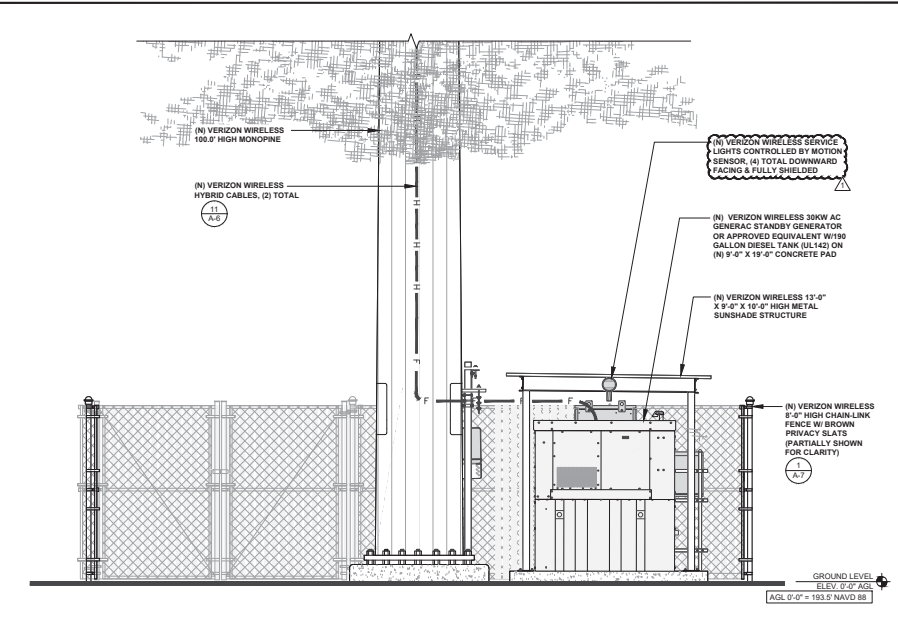 (N) VERIZON WIRELESS
100.0' HIGH MONOPINE
(N) VERIZON WIRELESS
HYBRID CABLES, (2) TOTAL
11
A-6
H
H
H
F
F
F
F
(N) VERIZON WIRELESS SERVICE
LIGHTS CONTROLLED BY MOTION
SENSOR, (4) TOTAL DOWNWARD
FACING & FULLY SHIELDED
1
(N) VERIZON WIRELESS 30KW AC
GENERAC STANDBY GENERATOR
OR APPROVED EQUIVALENT W/190
GALLON DIESEL TANK (UL142) ON
(N) 9'-0" X 19'-0" CONCRETE PAD
(N) VERIZON WIRELESS 13'-0"
X 9'-0" X 10'-0" HIGH METAL
SUNSHADE STRUCTURE
(N) VERIZON WIRELESS
8'-0" HIGH CHAIN-LINK
FENCE W/ BROWN
PRIVACY SLATS
(PARTIALLY SHOWN
FOR CLARITY)
1
A-7
GROUND LEVEL
ELEV. 0'-0" AGL
AGL 0'-0" = 193.5' NAVD 88